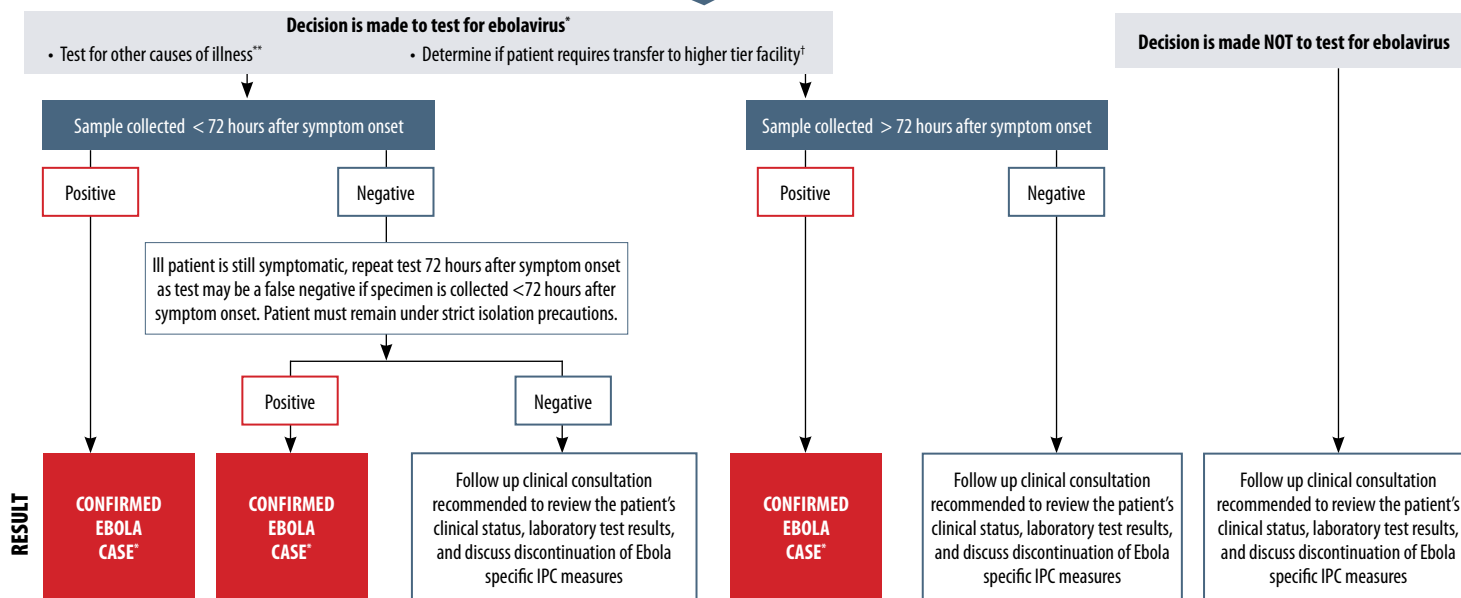 Decision is made to test for ebolavirus*
• Test for other causes of illness**
• Determine if patient requires transfer to higher tier facility†
Decision is made NOT to test for ebolavirus
Sample collected < 72 hours after symptom onset
Sample collected > 72 hours after symptom onset
Positive
Negative
Positive
Negative
Ill patient is still symptomatic, repeat test 72 hours after symptom onset
as test may be a false negative if specimen is collected <72 hours after
symptom onset. Patient must remain under strict isolation precautions.
Positive
Negative
RESULT
CONFIRMED
EBOLA
CASE*
CONFIRMED
EBOLA
CASE*
Follow up clinical consultation
recommended to review the patient’s
clinical status, laboratory test results,
and discuss discontinuation of Ebola
specific IPC measures
CONFIRMED
EBOLA
CASE*
Follow up clinical consultation
recommended to review the patient’s
clinical status, laboratory test results,
and discuss discontinuation of Ebola
specific IPC measures
Follow up clinical consultation
recommended to review the patient’s
clinical status, laboratory test results,
and discuss discontinuation of Ebola
specific IPC measures